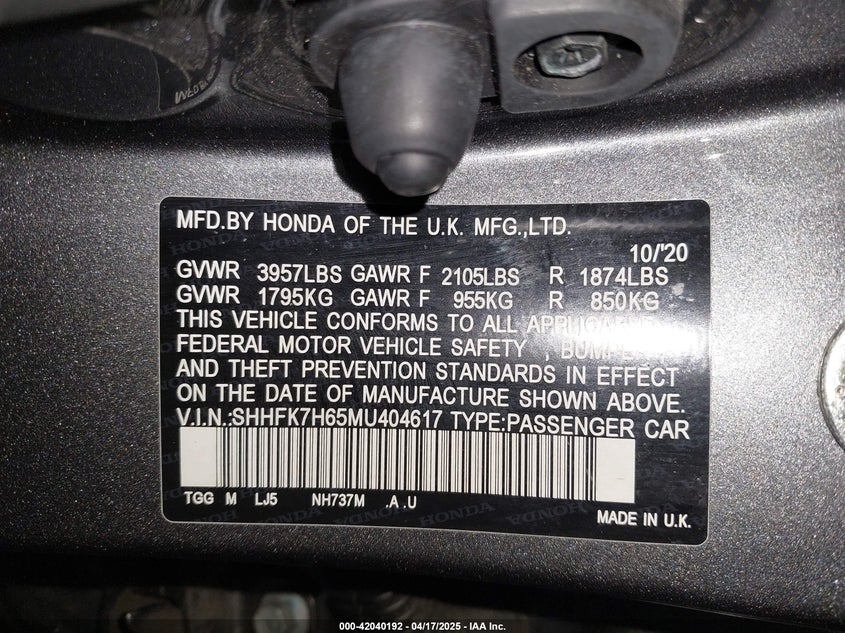 MFD.BY HONDA OF THE U.K. MFG.,LTD.
10/'20
GVWR 3957LBS GAWR F 2105LBS R 1874LBS
GVWR 1795KG GAWR F 955KG R 850KG
THIS VEHICLE CONFORMS TO ALL
FEDERAL MOTOR VEHICLE SAFETY ,
AND THEFT PREVENTION STANDARDS IN EFFECT
ON THE DATE OF MANUFACTURE SHOWN ABOVE.
V.I.N.:SHHFK7H65MU404617 TYPE:PASSENGER CAR
TGG M LJ5 NH737M .A .U
MADE IN U.K.
000-42040192 - 04/17/2025 - IAA Inc.